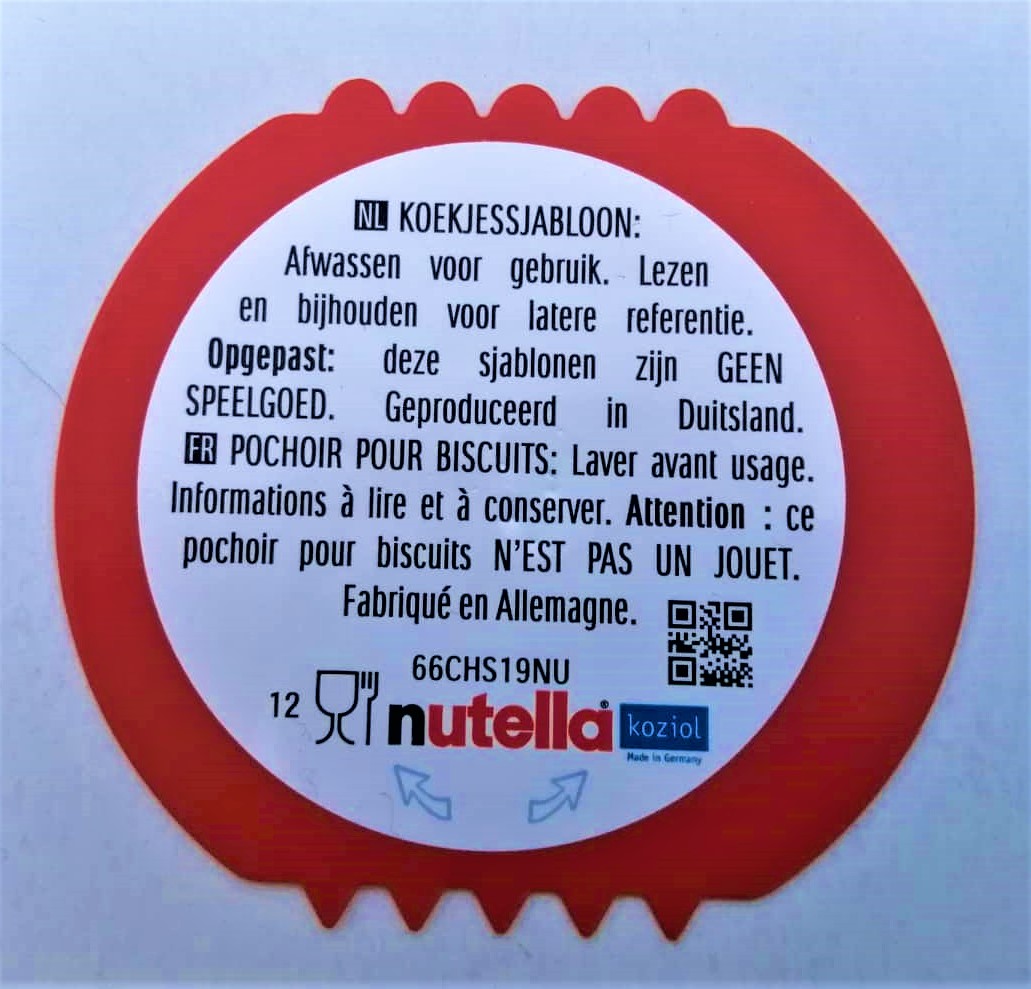 NL KOEKJESSJABLOON:
Afwassen voor gebruik. Lezen
en bijhouden voor latere referentie.
Opgepast: deze sjablonen zijn GEEN
SPEELGOED. Geproduceerd in Duitsland.
FR POCHOIR POUR BISCUITS: Laver avant usage.
Informations à lire et à conserver. Attention : ce
pochoir pour biscuits N'EST PAS UN JOUET.
Fabriqué en Allemagne.
66CHS19NU
12 nutella® koziol
Made in Germany